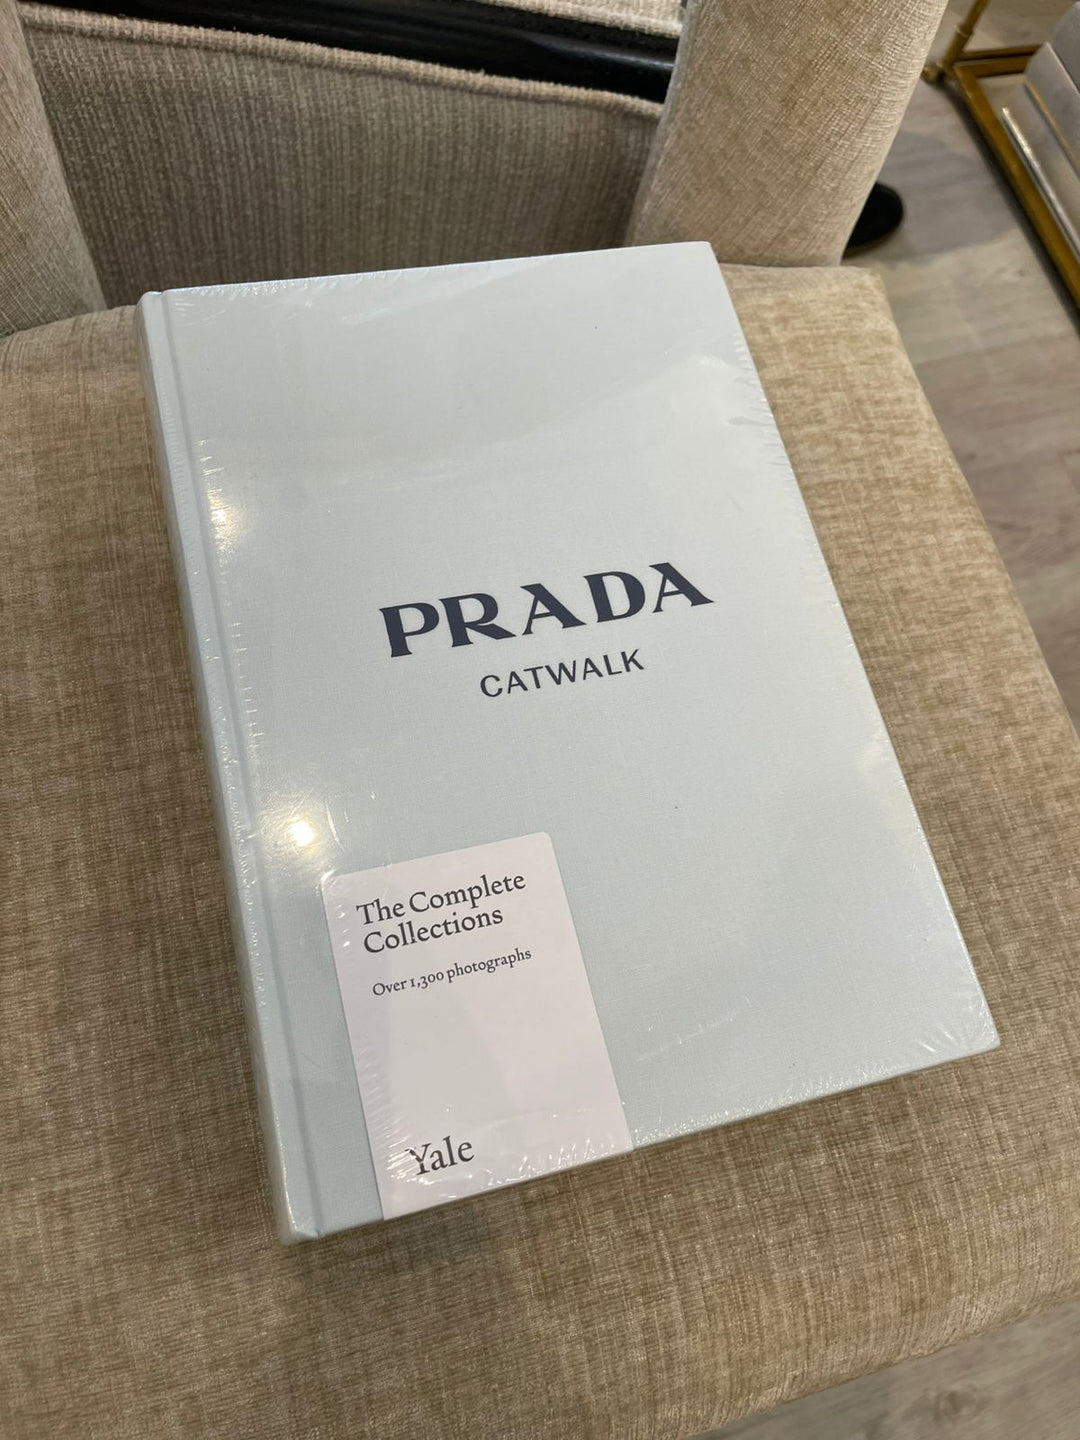 PRADA
CATWALK
The Complete
Collections
Over 1,300 photographs
Yale